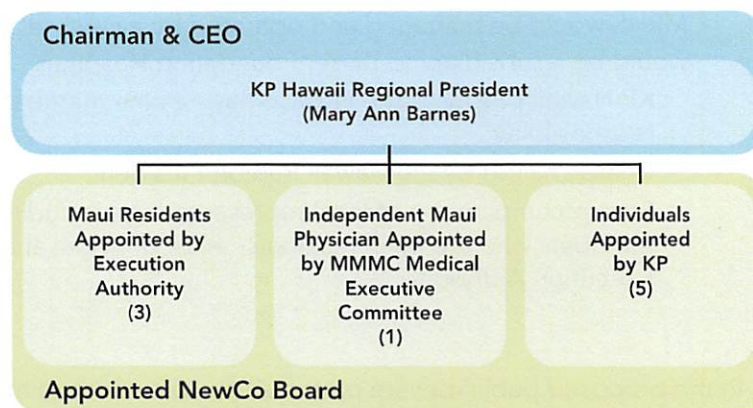 Chairman & CEO
KP Hawaii Regional President
(Mary Ann Barnes)
Maui Residents
Appointed by
Execution
Authority
(3)
Independent Maui
Physician Appointed
by MMMC Medical
Executive
Committee
(1)
Individuals
Appointed
by KP
(5)
Appointed NewCo Board